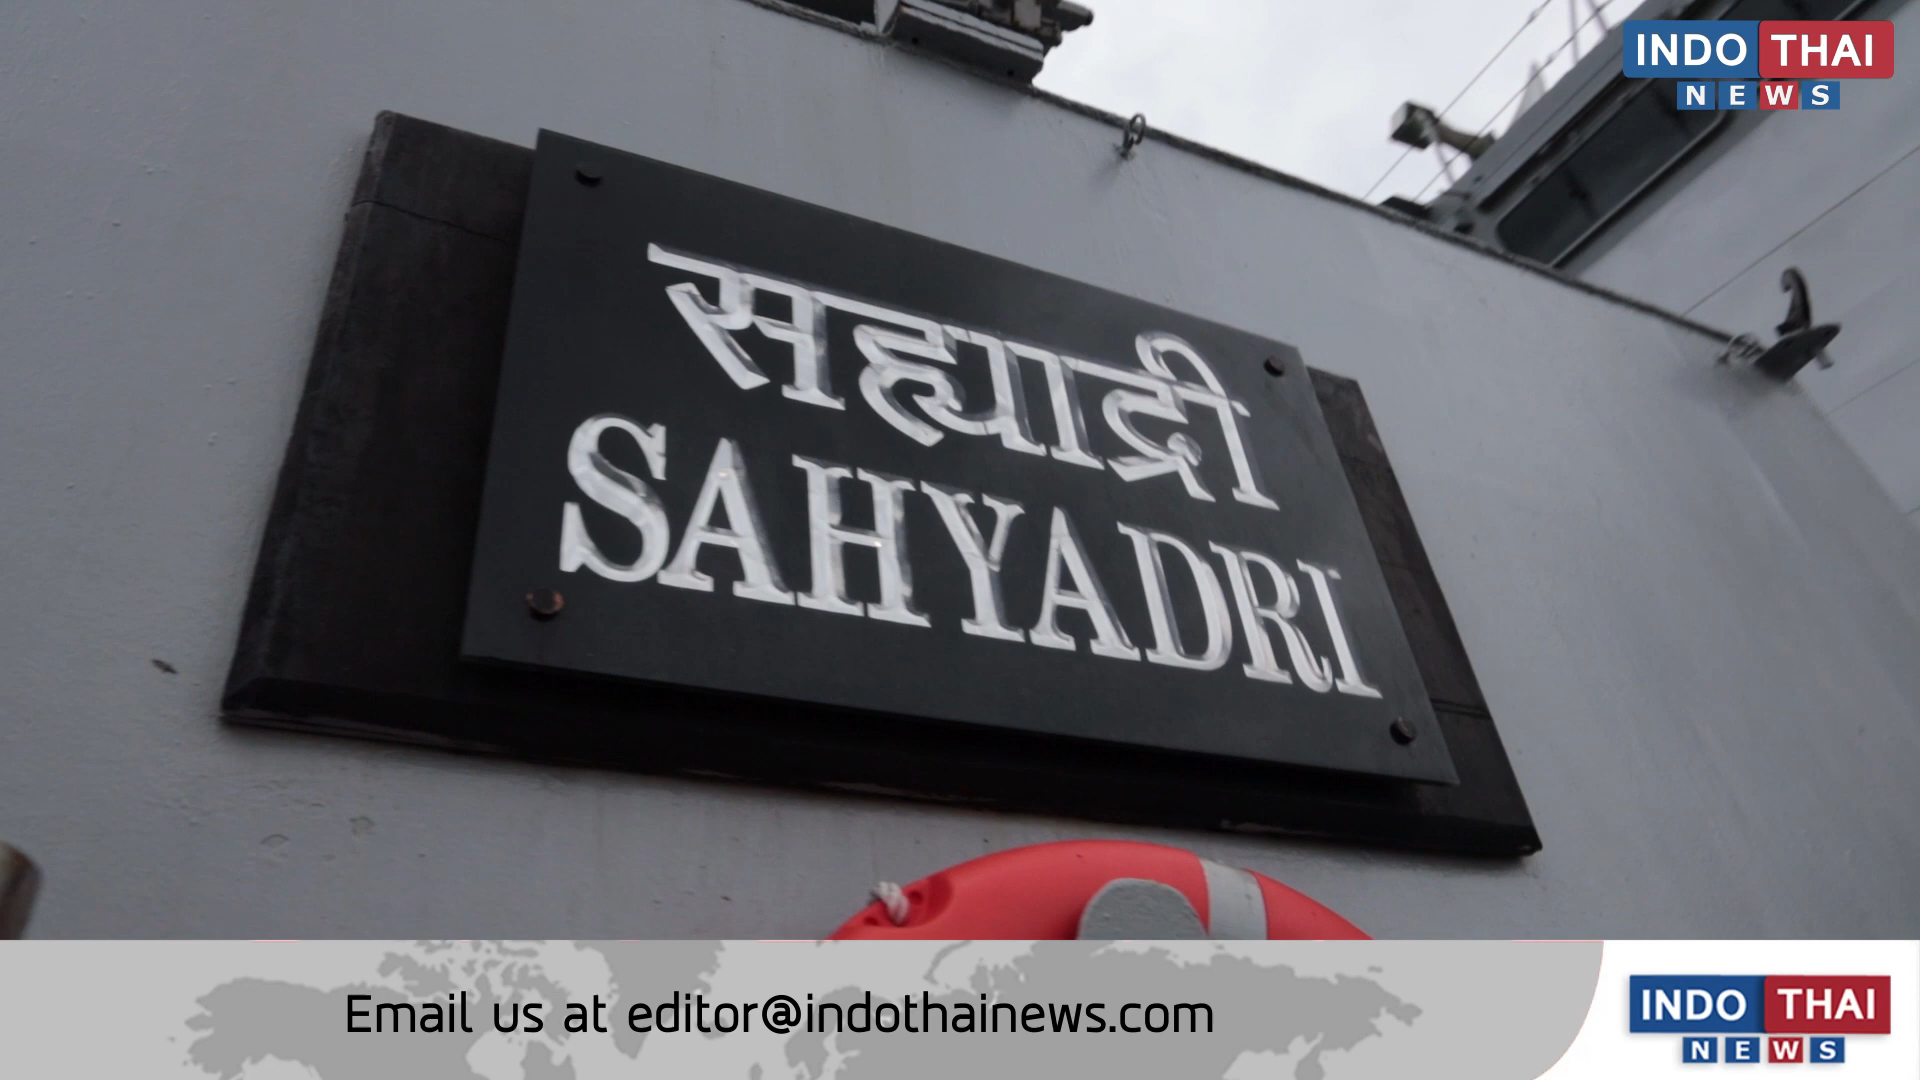 INDO THAI
NEWS
सह्याद्री
SAHYADRI
Email us at editor@indothainews.com
INDO THAI
NEWS